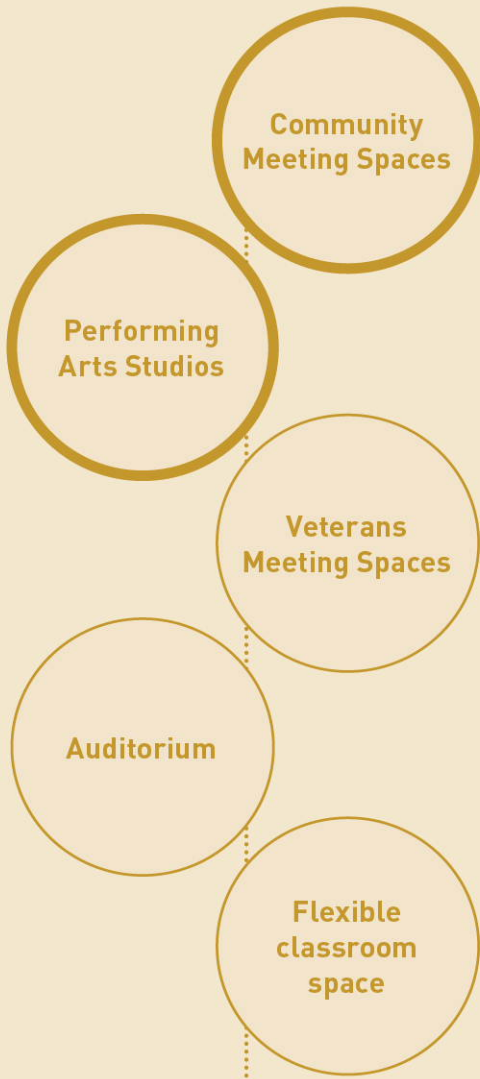 Community
Meeting Spaces
Performing
Arts Studios
Veterans
Meeting Spaces
Auditorium
Flexible
classroom
space